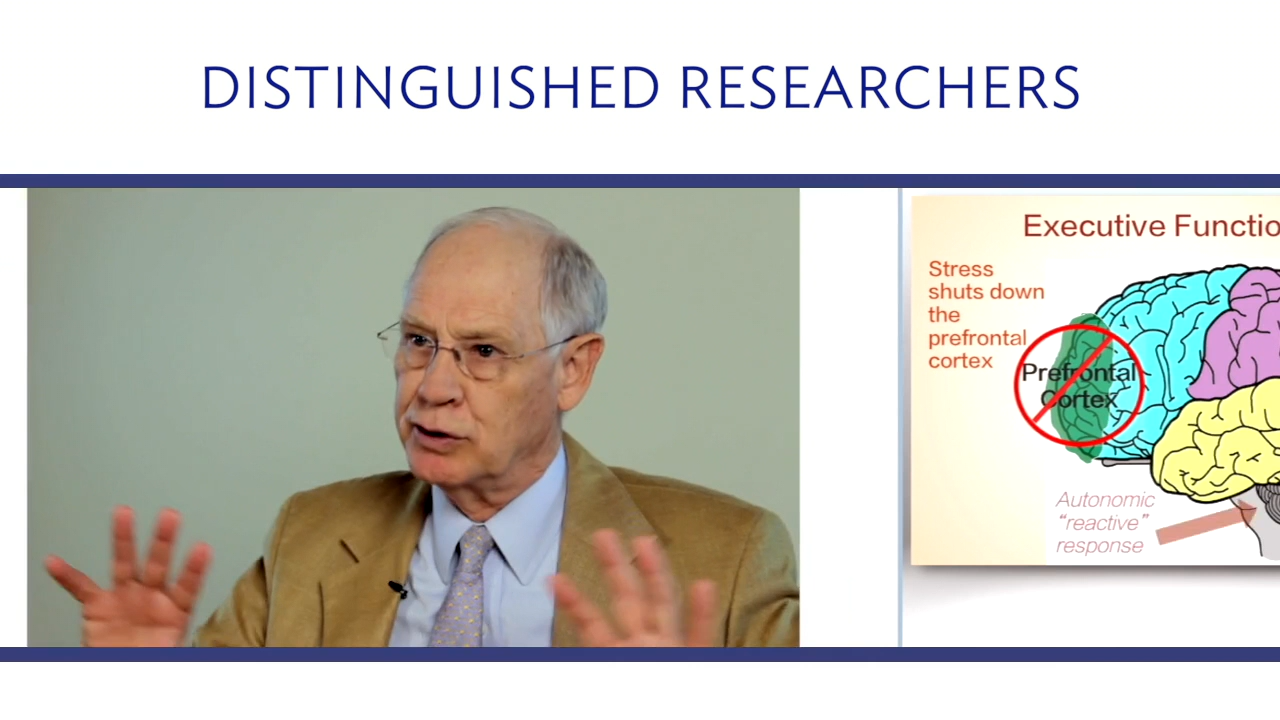 DISTINGUISHED RESEARCHERS
Executive Functio
Stress
shuts down
the
prefrontal
cortex
Prefrontal
Cortex
Autonomic
“reactive”
response